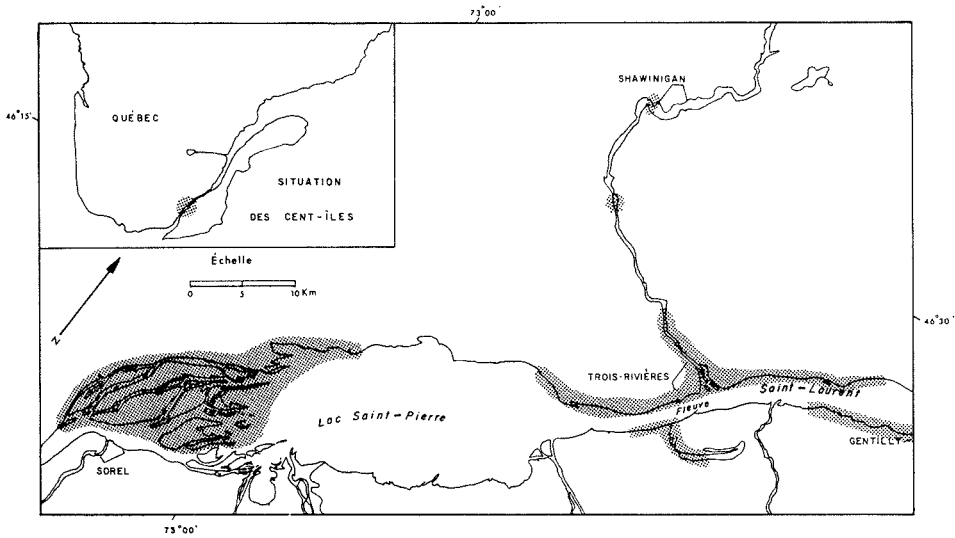 73°00'
SHAWINIGAN
46°15'
QUÉBEC
SITUATION
DES CENT-ÎLES
Échelle
0 5 10 Km
N
46°30'
TROIS-RIVIÈRES
Saint-Laurent
Lac Saint-Pierre
Fleuve
GENTILLY
SOREL
73°00'